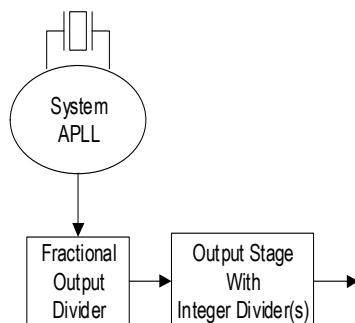 System
APLL
Fractional
Output
Divider
Output Stage
With
Integer Divider(s)